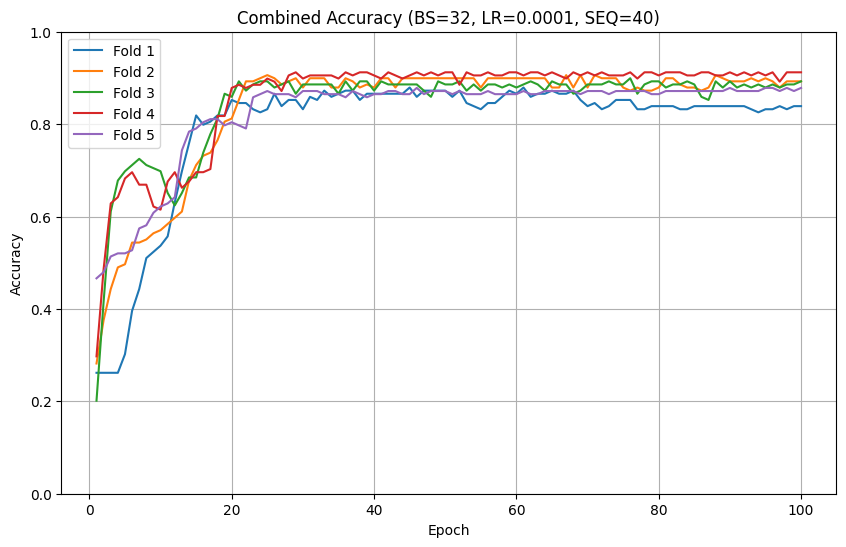 Combined Accuracy (BS=32, LR=0.0001, SEQ=40)
Fold 1
Fold 2
Fold 3
Fold 4
Fold 5
Accuracy
1.0
0.8
0.6
0.4
0.2
0.0
0 20 40 60 80 100
Epoch